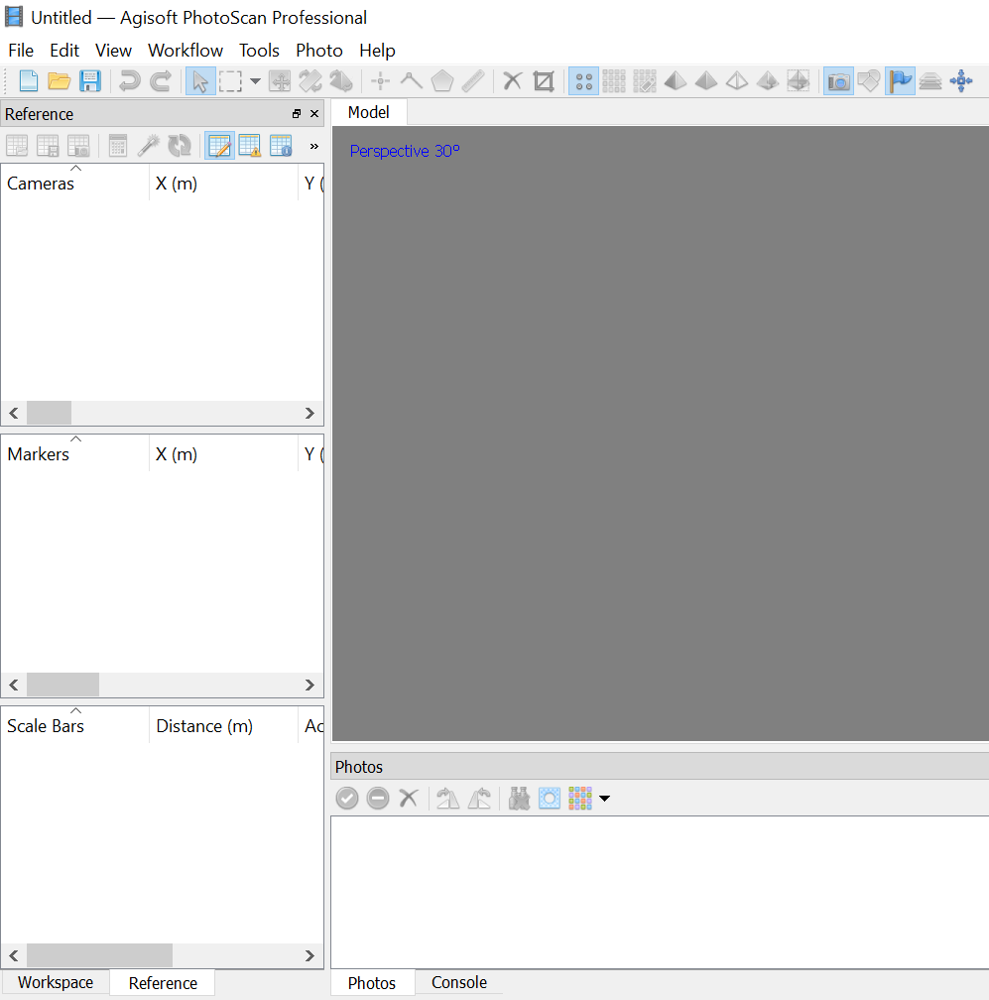 Untitled — Agisoft PhotoScan Professional
File Edit View Workflow Tools Photo Help
Reference
Model
»
Perspective 30°
Cameras X (m) Y (
Markers X (m) Y (
Scale Bars Distance (m) Ac
Photos
Workspace Reference
Photos Console